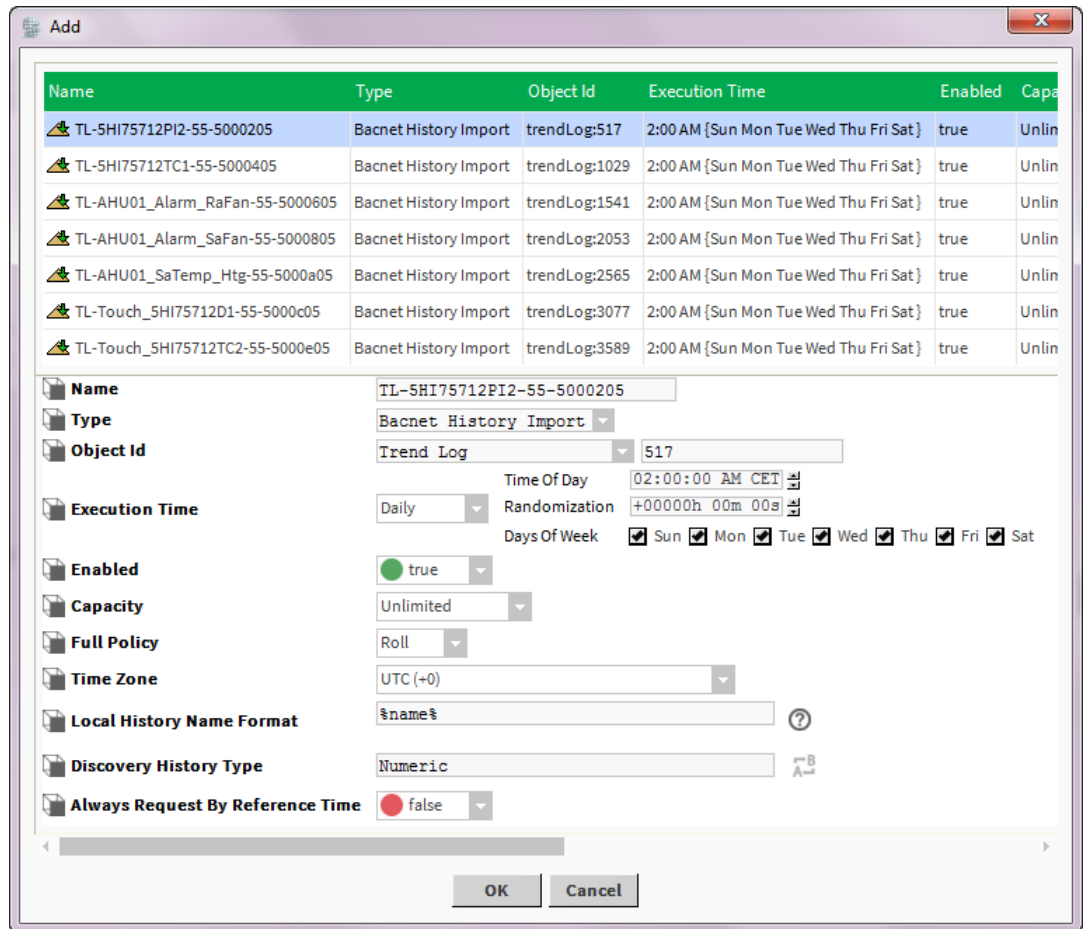 Add
Name Type Object Id Execution Time Enabled Capa
TL-5HI75712PI2-55-5000205 Bacnet History Import trendLog:517 2:00 AM {Sun Mon Tue Wed Thu Fri Sat} true Unlim
TL-5HI75712TC1-55-5000405 Bacnet History Import trendLog:1029 2:00 AM {Sun Mon Tue Wed Thu Fri Sat} true Unlim
TL-AHU01_Alarm_RaFan-55-5000605 Bacnet History Import trendLog:1541 2:00 AM {Sun Mon Tue Wed Thu Fri Sat} true Unlim
TL-AHU01_Alarm_SaFan-55-5000805 Bacnet History Import trendLog:2053 2:00 AM {Sun Mon Tue Wed Thu Fri Sat} true Unlim
TL-AHU01_SaTemp_Htg-55-5000a05 Bacnet History Import trendLog:2565 2:00 AM {Sun Mon Tue Wed Thu Fri Sat} true Unlim
TL-Touch_5HI75712D1-55-5000c05 Bacnet History Import trendLog:3077 2:00 AM {Sun Mon Tue Wed Thu Fri Sat} true Unlim
TL-Touch_5HI75712TC2-55-5000e05 Bacnet History Import trendLog:3589 2:00 AM {Sun Mon Tue Wed Thu Fri Sat} true Unlim
Name TL-5HI75712PI2-55-5000205
Type Bacnet History Import
Object Id Trend Log 517
Time Of Day 02:00:00 AM CET
Execution Time Daily Randomization +00000h 00m 00s
Days Of Week Sun Mon Tue Wed Thu Fri Sat
Enabled true
Capacity Unlimited
Full Policy Roll
Time Zone UTC (+0)
Local History Name Format %name%
Discovery History Type Numeric
Always Request By Reference Time false
OK Cancel